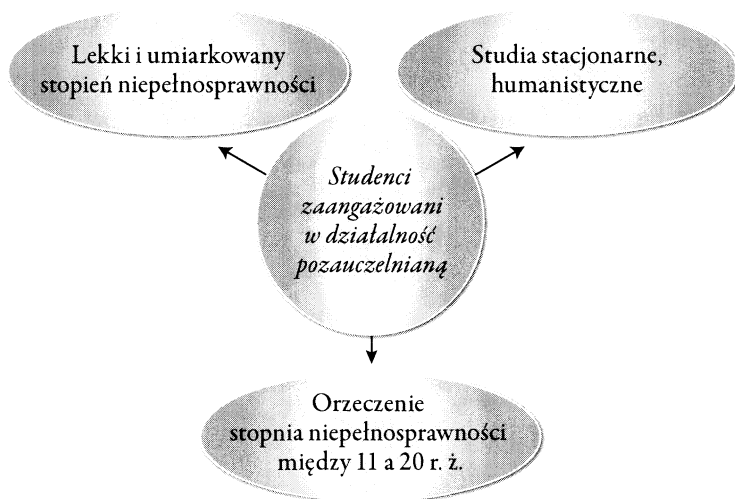 Lekki i umiarkowany
stopień niepełnosprawności
Studia stacjonarne,
humanistyczne
Studenci
zaangażowani
w działalność
pozauczelnianą
Orzeczenie
stopnia niepełnosprawności
między 11 a 20 r. ż.